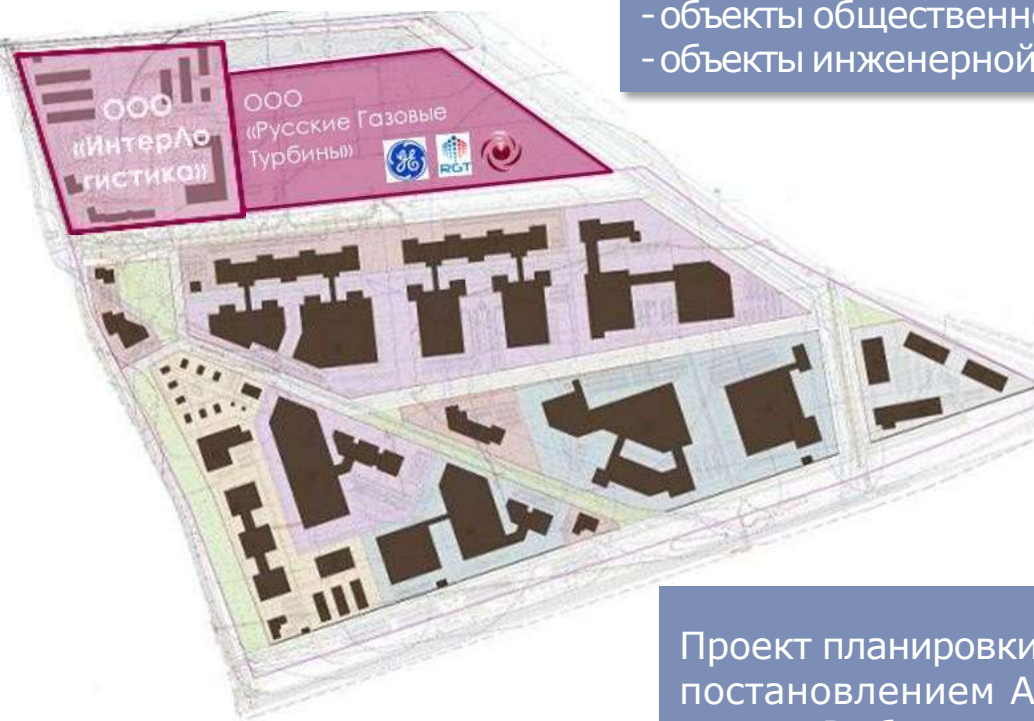 - объекты общественно
- объекты инженерной
ООО
«ИнтерЛо
гистика»
ООО
«Русские Газовые
Турбины»
RGT
Проект планировки
постановлением А